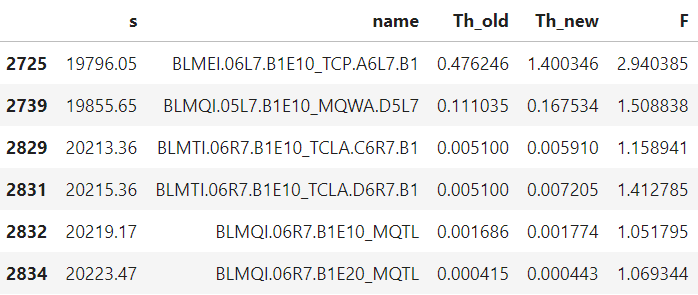 s name Th_old Th_new F
2725 19796.05 BLMEI.06L7.B1E10_TCP.A6L7.B1 0.476246 1.400346 2.940385
2739 19855.65 BLMQI.05L7.B1E10_MQWA.D5L7 0.111035 0.167534 1.508838
2829 20213.36 BLMTI.06R7.B1E10_TCLA.C6R7.B1 0.005100 0.005910 1.158941
2831 20215.36 BLMTI.06R7.B1E10_TCLA.D6R7.B1 0.005100 0.007205 1.412785
2832 20219.17 BLMQI.06R7.B1E10_MQTL 0.001686 0.001774 1.051795
2834 20223.47 BLMQI.06R7.B1E20_MQTL 0.000415 0.000443 1.069344